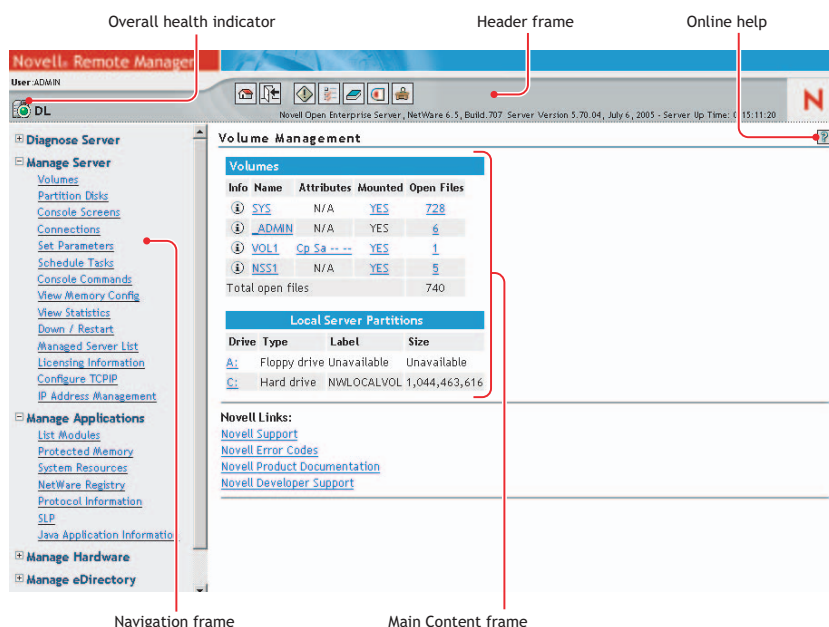 Overall health indicator
Header frame
Online help
Novell® Remote Manager
User:ADMIN
DL
Novell Open Enterprise Server, NetWare 6.5, Build.707 Server Version 5.70.04, July 6, 2005 - Server Up Time: 0:15:11:20
N
Diagnose Server
Manage Server
Volumes
Partition Disks
Console Screens
Connections
Set Parameters
Schedule Tasks
Console Commands
View Memory Config
View Statistics
Down / Restart
Managed Server List
Licensing Information
Configure TCPIP
IP Address Management
Manage Applications
List Modules
Protected Memory
System Resources
NetWare Registry
Protocol Information
SLP
Java Application Informatio
Manage Hardware
Manage eDirectory
Volume Management
?
Volumes
Info Name Attributes Mounted Open Files
i SYS N/A YES 728
i _ADMIN N/A YES 6
i VOL1 Cp Sa -- -- YES 1
i NSS1 N/A YES 5
Total open files 740
Local Server Partitions
Drive Type Label Size
A: Floppy drive Unavailable Unavailable
C: Hard drive NWLOCALVOL 1,044,463,616
Novell Links:
Novell Support
Novell Error Codes
Novell Product Documentation
Novell Developer Support
Navigation frame
Main Content frame